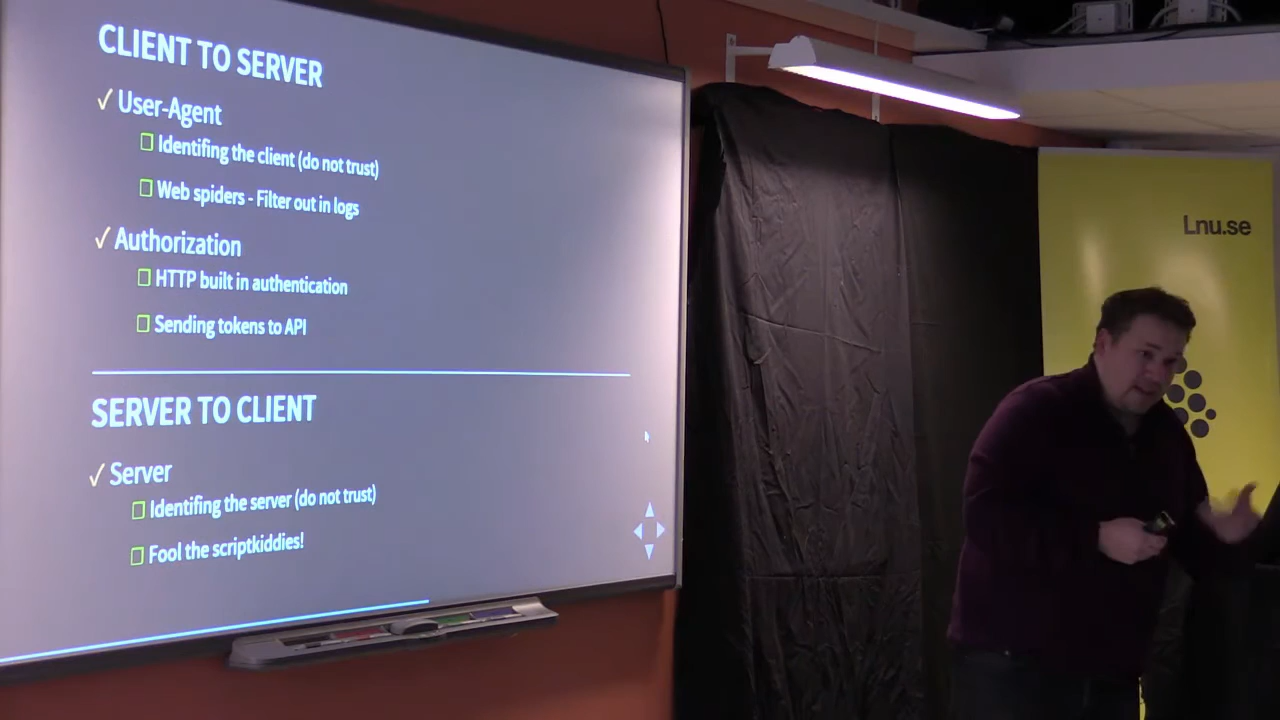 CLIENT TO SERVER
✓ User-Agent
Identifing the client (do not trust)
Web spiders - Filter out in logs
✓ Authorization
HTTP built in authentication
Sending tokens to API
SERVER TO CLIENT
✓ Server
Identifing the server (do not trust)
Fool the scriptkiddies!
Lnu.se